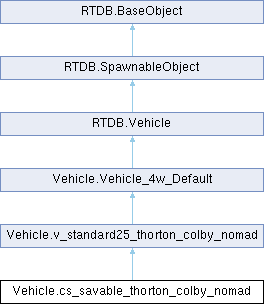 RTDB.BaseObject
RTDB.SpawnableObject
RTDB.Vehicle
Vehicle.Vehicle_4w_Default
Vehicle.v_standard25_thorton_colby_nomad
Vehicle.cs_savable_thorton_colby_nomad